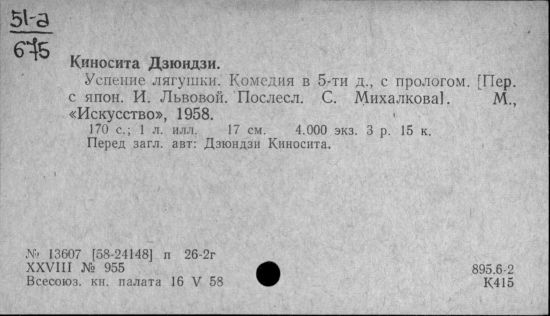 51-а
675
Киносита Дзюндзи.
Успение лягушки. Комедия в 5-ти д., с прологом. [Пер.
с япон. И. Львовой. Послесл. С. Михалкова]. М.,
«Искусство», 1958.
170 с.; 1 л. илл. 17 см. 4.000 экз. 3 р. 15 к.
Перед загл. авт: Дзюндзи Киносита.
№ 13607 [58-24148] п 26-2г
XXVIII № 955
Всесоюз. кн. палата 16 V 58
895.6-2
К415